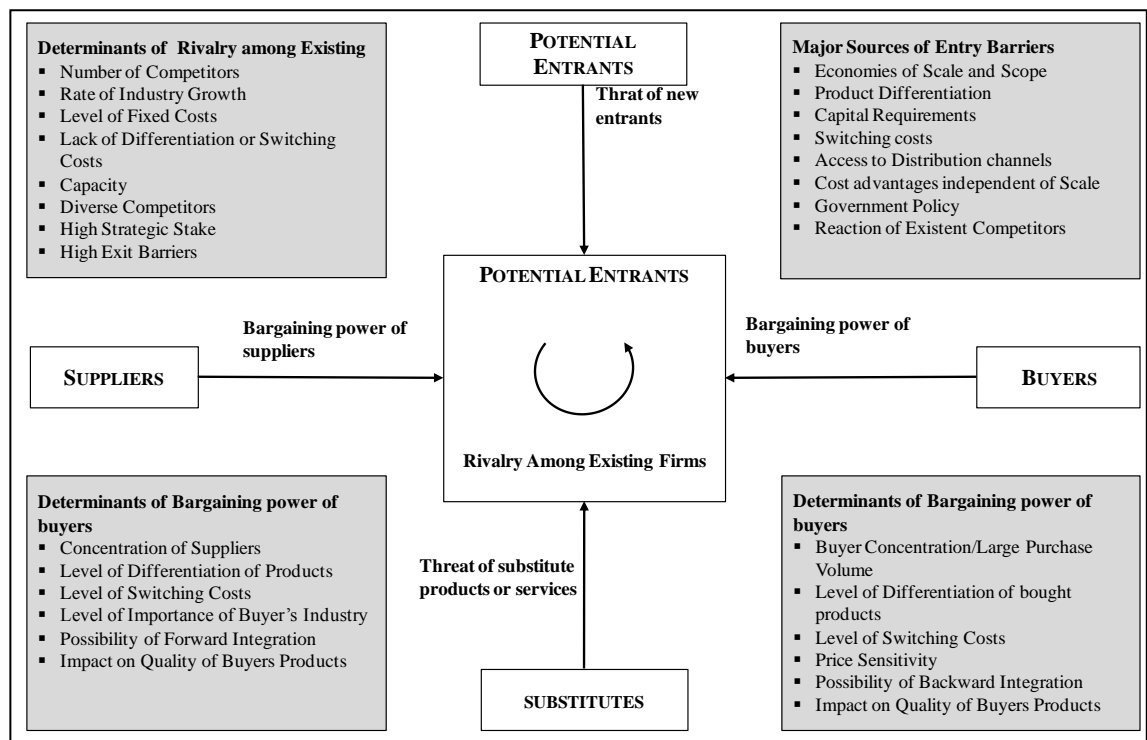 Determinants of Rivalry among Existing
▪ Number of Competitors
▪ Rate of Industry Growth
▪ Level of Fixed Costs
▪ Lack of Differentiation or Switching
Costs
▪ Capacity
▪ Diverse Competitors
▪ High Strategic Stake
▪ High Exit Barriers
POTENTIAL
ENTRANTS
Thrat of new
entrants
Major Sources of Entry Barriers
▪ Economies of Scale and Scope
▪ Product Differentiation
▪ Capital Requirements
▪ Switching costs
▪ Access to Distribution channels
▪ Cost advantages independent of Scale
▪ Government Policy
▪ Reaction of Existent Competitors
SUPPLIERS
Bargaining power of
suppliers
POTENTIAL ENTRANTS
Rivalry Among Existing Firms
Bargaining power of
buyers
BUYERS
Determinants of Bargaining power of
buyers
▪ Concentration of Suppliers
▪ Level of Differentiation of Products
▪ Level of Switching Costs
▪ Level of Importance of Buyer’s Industry
▪ Possibility of Forward Integration
▪ Impact on Quality of Buyers Products
Threat of substitute
products or services
SUBSTITUTES
Determinants of Bargaining power of
buyers
▪ Buyer Concentration/Large Purchase
Volume
▪ Level of Differentiation of bought
products
▪ Level of Switching Costs
▪ Price Sensitivity
▪ Possibility of Backward Integration
▪ Impact on Quality of Buyers Products